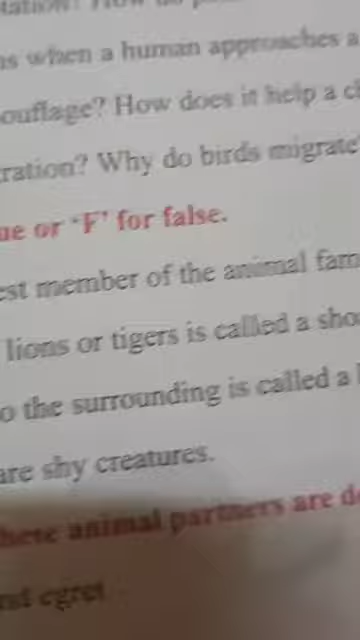 when a human approaches a
ouflage? How does it help a
ration? Why do birds migrate
ue or 'F' for false.
est member of the animal fam
lions or tigers is called a sho
o the surrounding is called a
are shy creatures.
hese animal partners are d
egret